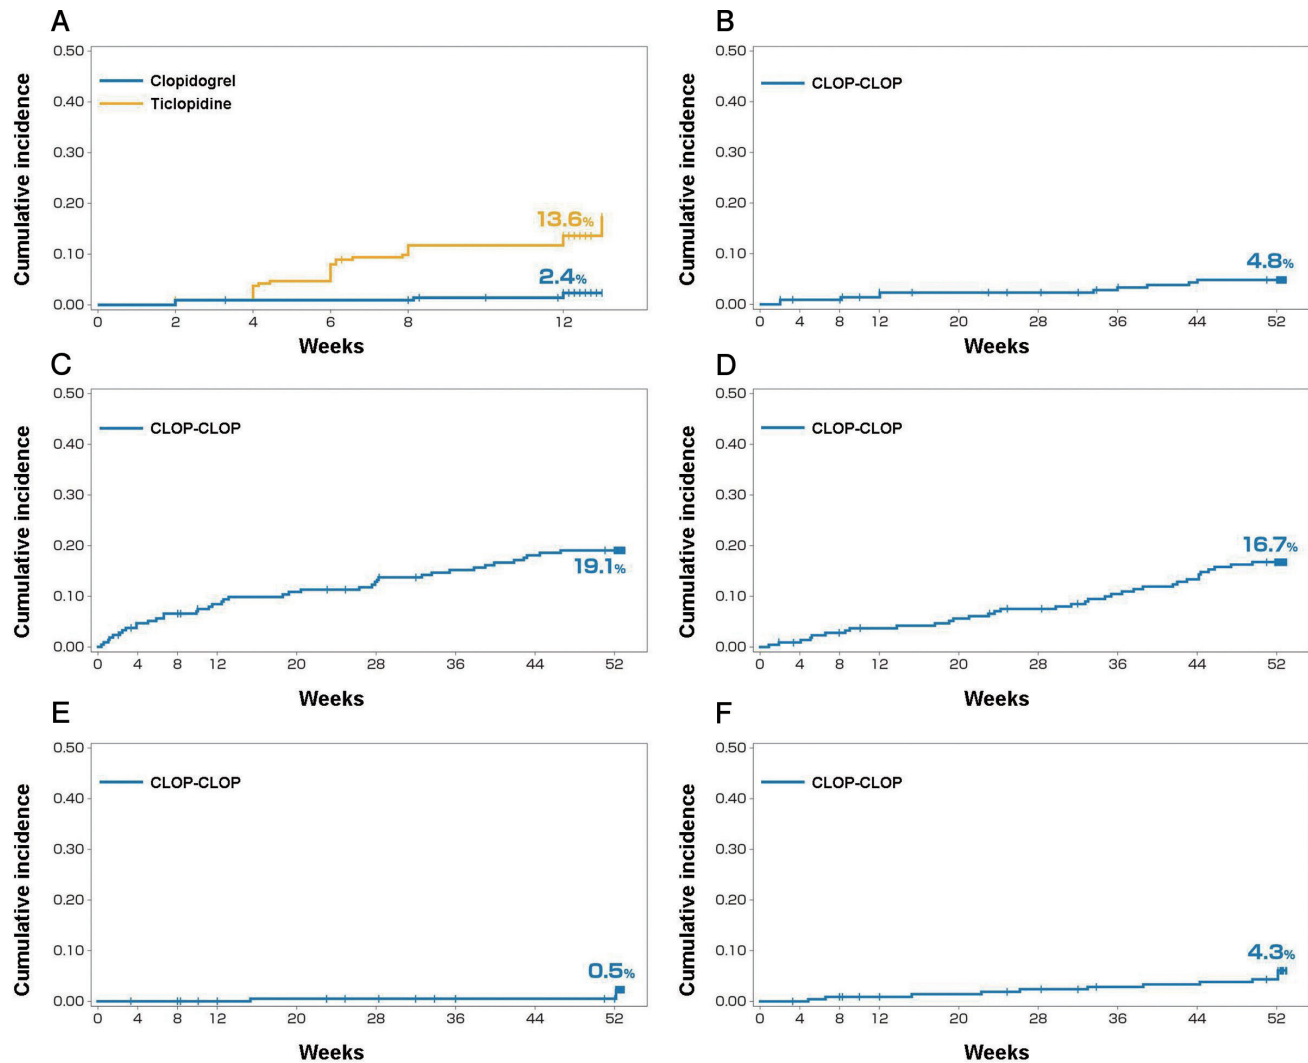 A
Cumulative incidence
0.50
0.40
0.30
0.20
0.10
0.00
Clopidogrel
Ticlopidine
13.6%
2.4%
0 2 4 6 8 12
Weeks
B
Cumulative incidence
0.50
0.40
0.30
0.20
0.10
0.00
CLOP-CLOP
4.8%
0 4 8 12 20 28 36 44 52
Weeks
C
Cumulative incidence
0.50
0.40
0.30
0.20
0.10
0.00
CLOP-CLOP
19.1%
0 4 8 12 20 28 36 44 52
Weeks
D
Cumulative incidence
0.50
0.40
0.30
0.20
0.10
0.00
CLOP-CLOP
16.7%
0 4 8 12 20 28 36 44 52
Weeks
E
Cumulative incidence
0.50
0.40
0.30
0.20
0.10
0.00
CLOP-CLOP
0.5%
0 4 8 12 20 28 36 44 52
Weeks
F
Cumulative incidence
0.50
0.40
0.30
0.20
0.10
0.00
CLOP-CLOP
4.3%
0 4 8 12 20 28 36 44 52
Weeks